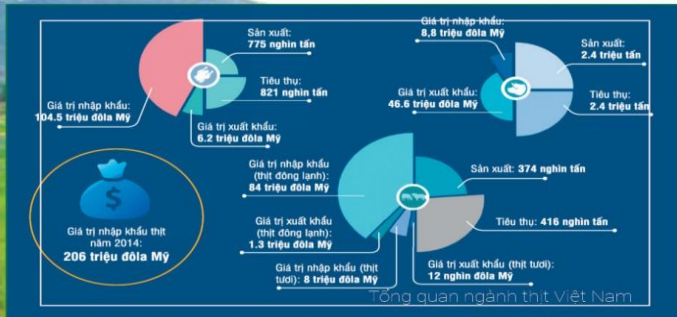 Sản xuất:
775 nghìn tấn
Tiêu thụ:
821 nghìn tấn
Giá trị nhập khẩu:
104.5 triệu đôla Mỹ
Giá trị xuất khẩu:
6.2 triệu đôla Mỹ
Giá trị nhập khẩu:
8,8 triệu đôla Mỹ
Sản xuất:
2.4 triệu tấn
Giá trị xuất khẩu:
46.6 triệu đôla Mỹ
Tiêu thụ:
2.4 triệu tấn
Giá trị nhập khẩu
(thịt đông lạnh):
84 triệu đôla Mỹ
Sản xuất: 374 nghìn tấn
Giá trị xuất khẩu
(thịt đông lạnh):
1.3 triệu đôla Mỹ
Tiêu thụ: 416 nghìn tấn
Giá trị nhập khẩu (thịt
tươi): 8 triệu đôla Mỹ
Giá trị xuất khẩu (thịt tươi):
12 nghìn đôla Mỹ
$
Giá trị nhập khẩu thịt
năm 2014:
206 triệu đôla Mỹ
Tổng quan ngành thịt Việt Nam